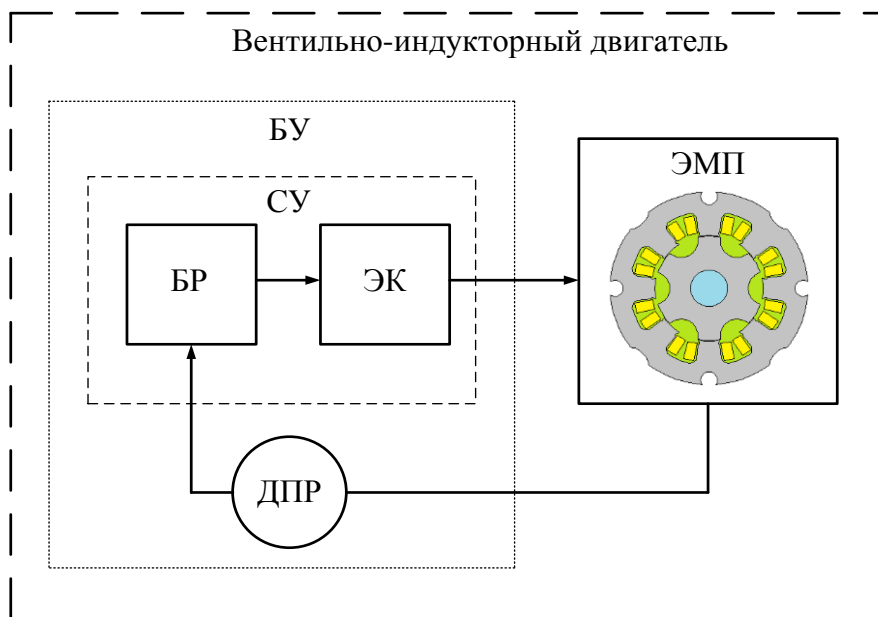 Вентильно-индукторный двигатель
БУ
ЭМП
СУ
БР
ЭК
ДПР